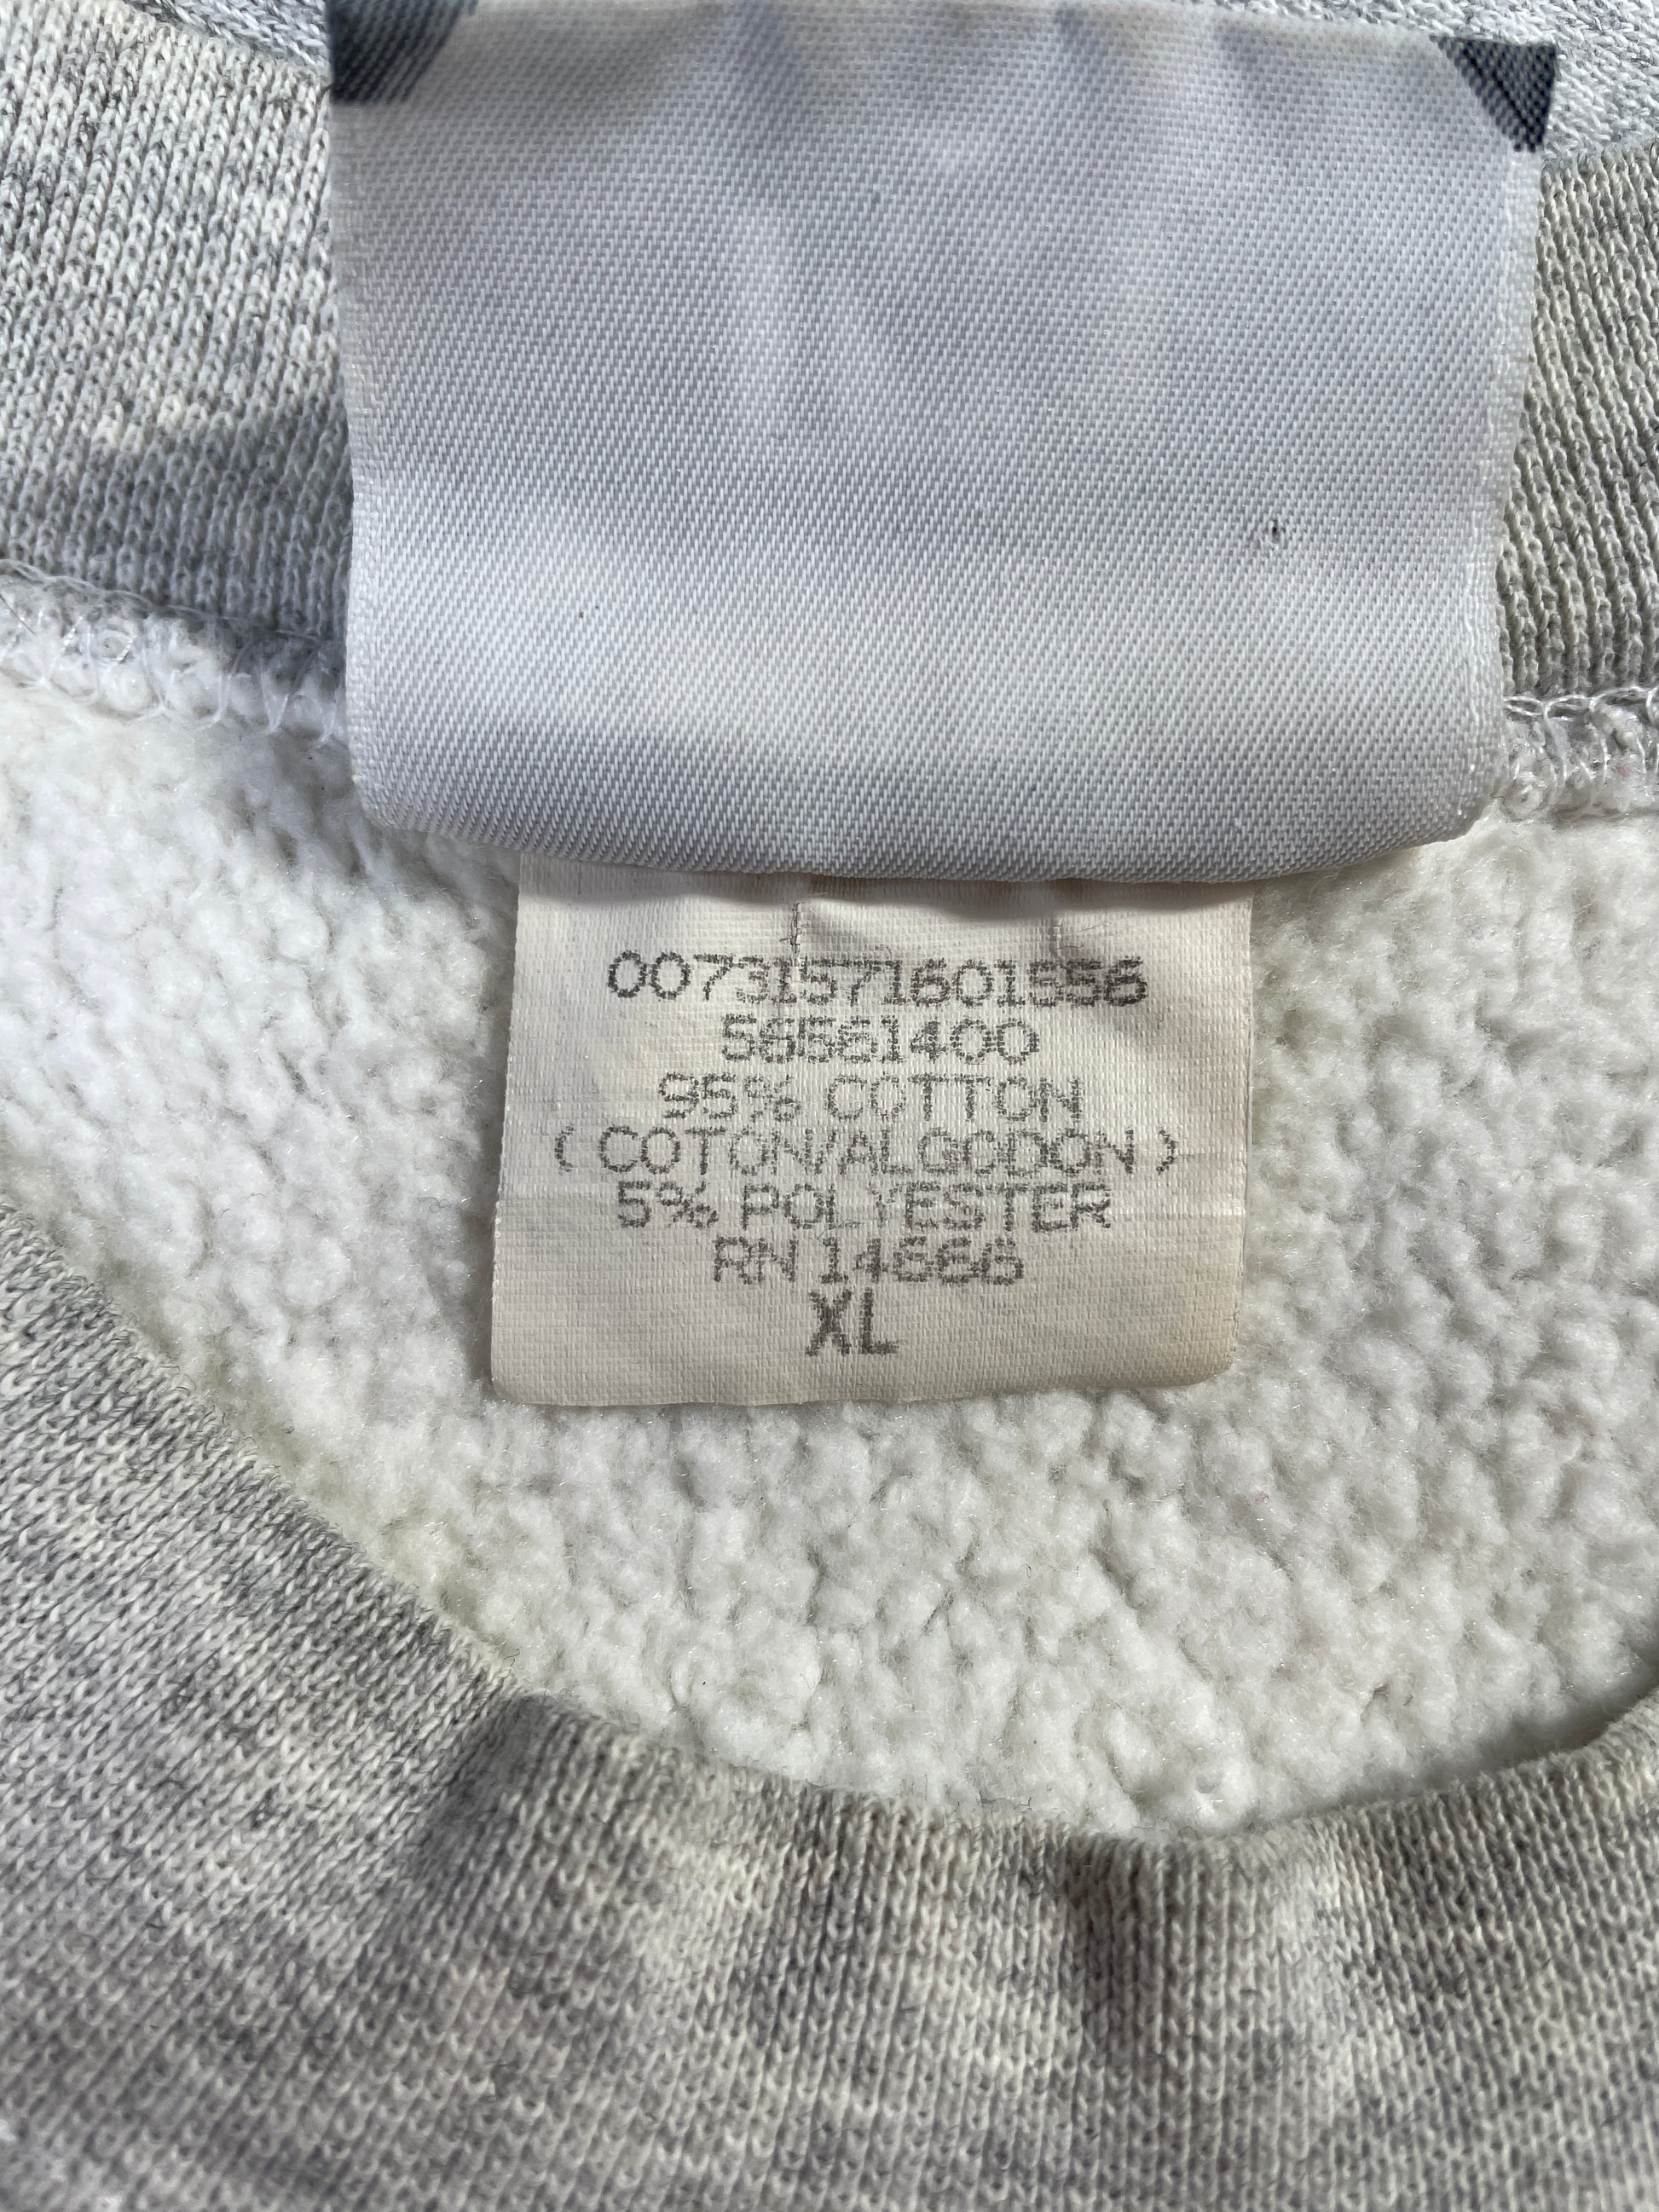 00731571601556
56561400
95% COTTON
(COTON/ALGODON)
5% POLYESTER
RN 14666
XL